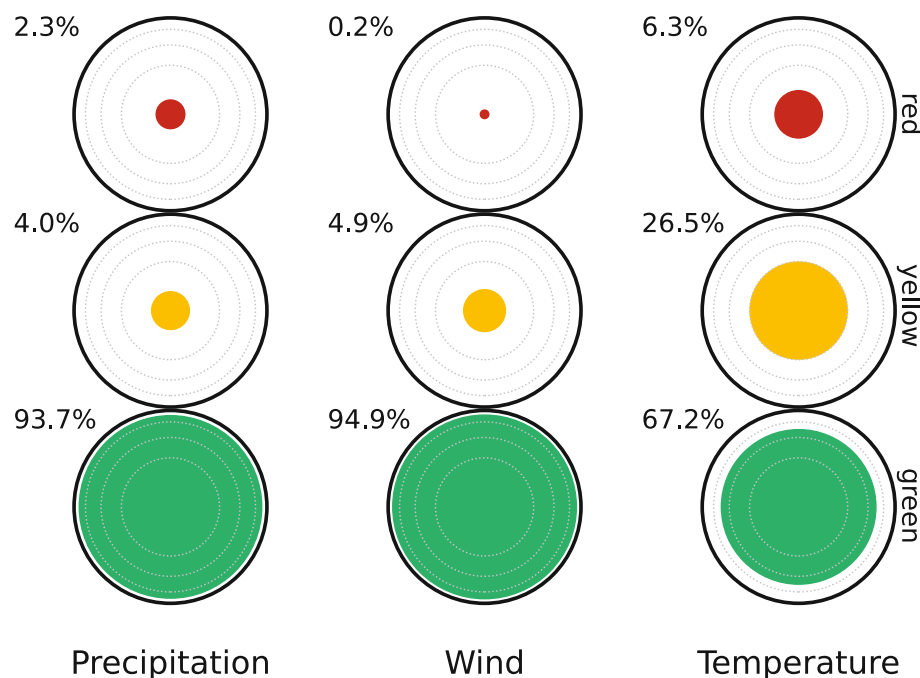 2.3%
0.2%
6.3%
red
4.0%
4.9%
26.5%
yellow
93.7%
94.9%
67.2%
green
Precipitation
Wind
Temperature